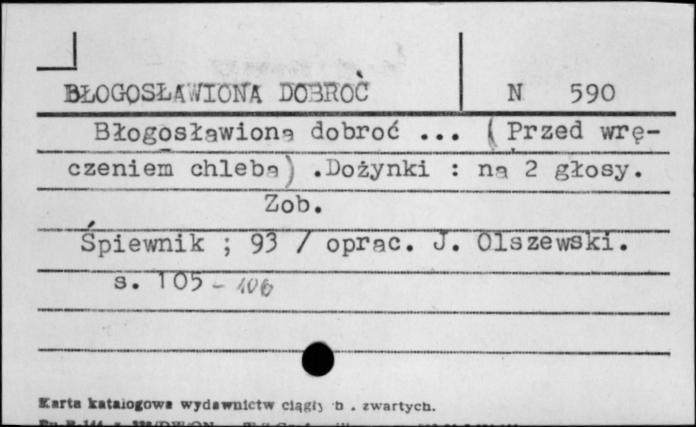 BŁOGOSŁAWIONA DOBROĆ N 590
Błogosławiona dobroć ... (Przed wrę-
czeniem chleba) .Dożynki : na 2 głosy.
Zob.
Śpiewnik ; 93 / oprac. J. Olszewski.
s. 105 - 106
Karta katalogowa wydawnictw ciągły h . zwartych.